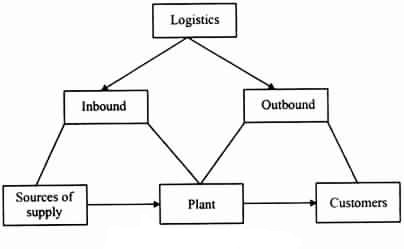 Logistics
Inbound
Outbound
Sources of
supply
Plant
Customers